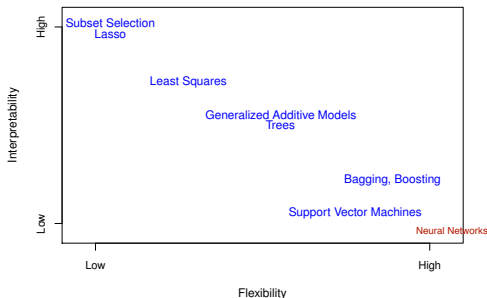 High
Subset Selection
Lasso
Least Squares
Generalized Additive Models
Trees
Bagging, Boosting
Support Vector Machines
Neural Networks
Interpretability
Low
Low
High
Flexibility